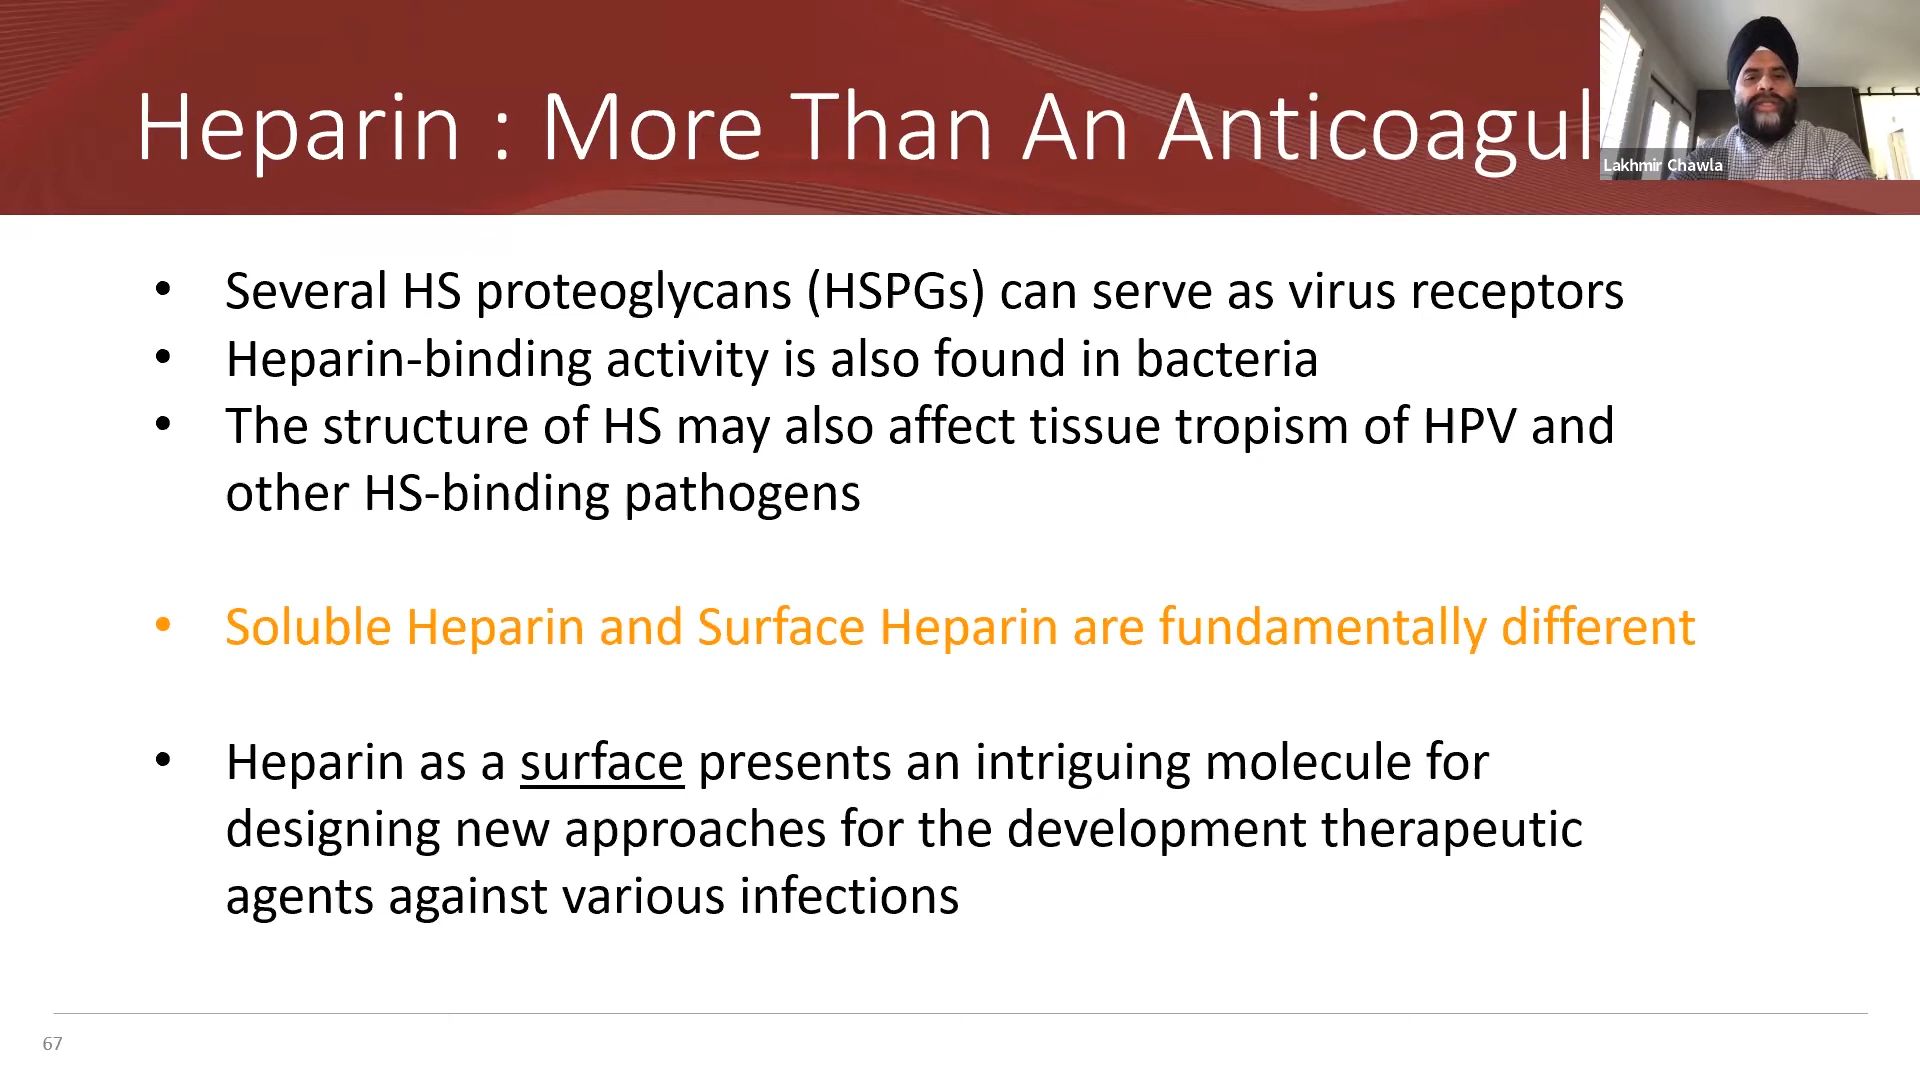 Heparin : More Than An Anticoagul
Lakhmir Chawla
• Several HS proteoglycans (HSPGs) can serve as virus receptors
• Heparin-binding activity is also found in bacteria
• The structure of HS may also affect tissue tropism of HPV and
other HS-binding pathogens
• Soluble Heparin and Surface Heparin are fundamentally different
• Heparin as a surface presents an intriguing molecule for
designing new approaches for the development therapeutic
agents against various infections
67